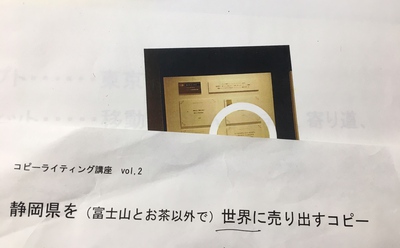 コピーライティング講座　vol.2
静岡県を（富士山とお茶以外で）世界に売り出すコピー